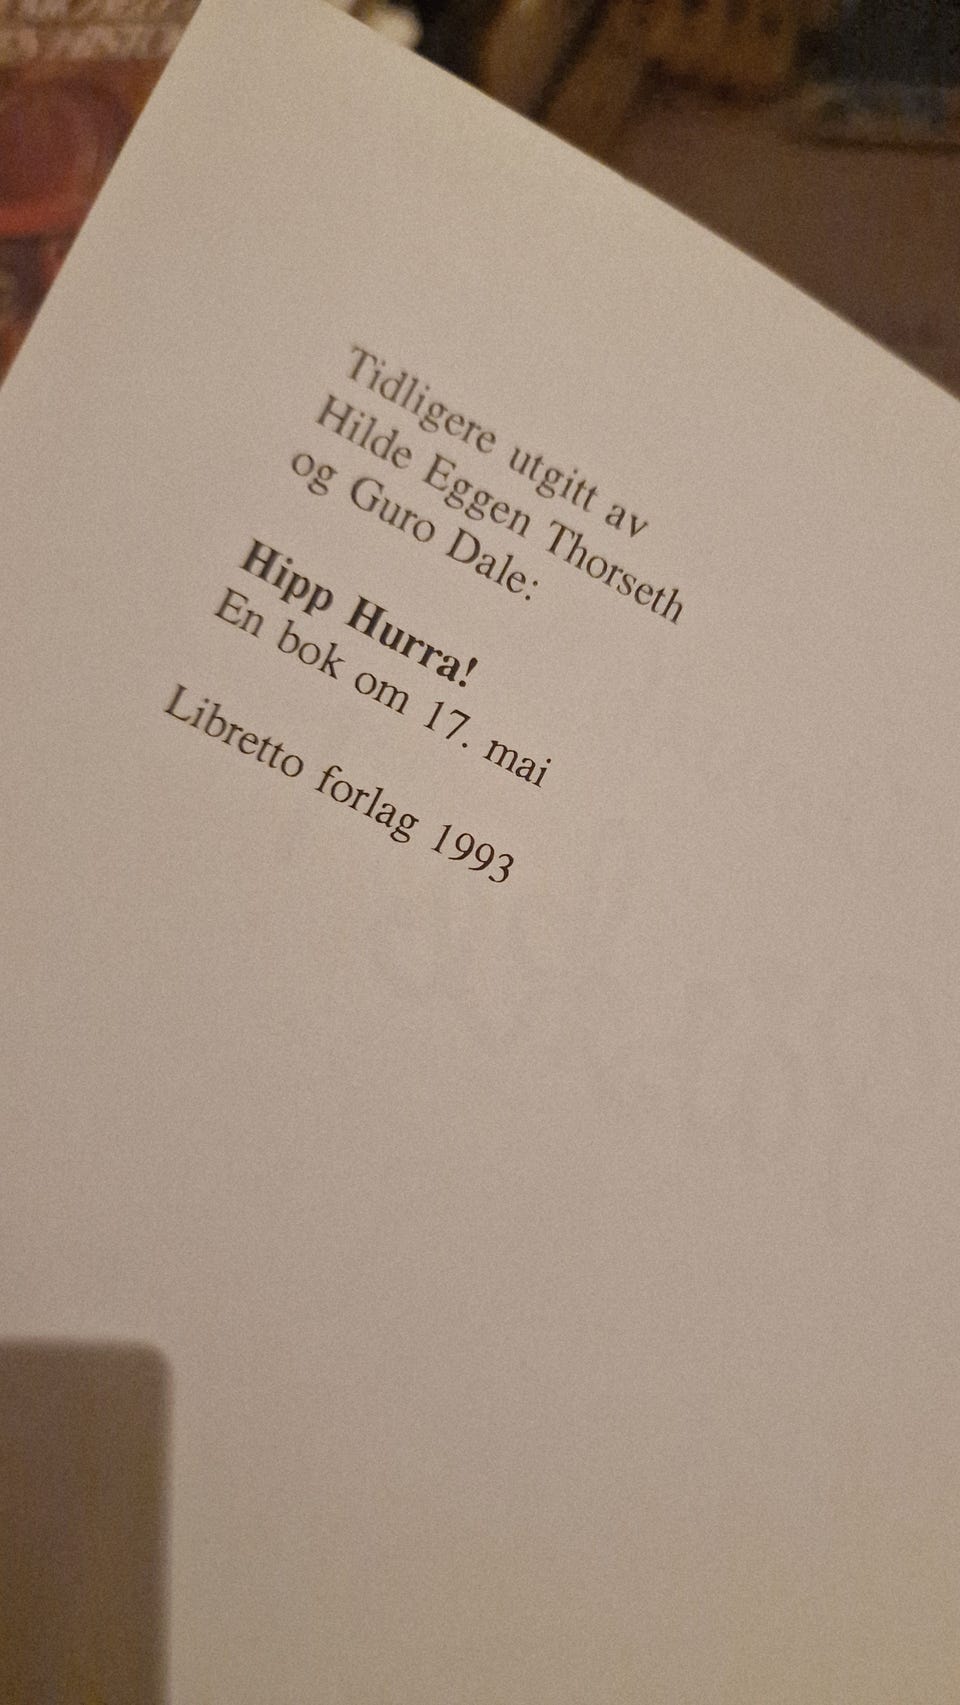 Tidligere utgitt av
Hilde Eggen Thorseth
og Guro Dale:
Hipp Hurra!
En bok om 17. mai
Libretto forlag 1993